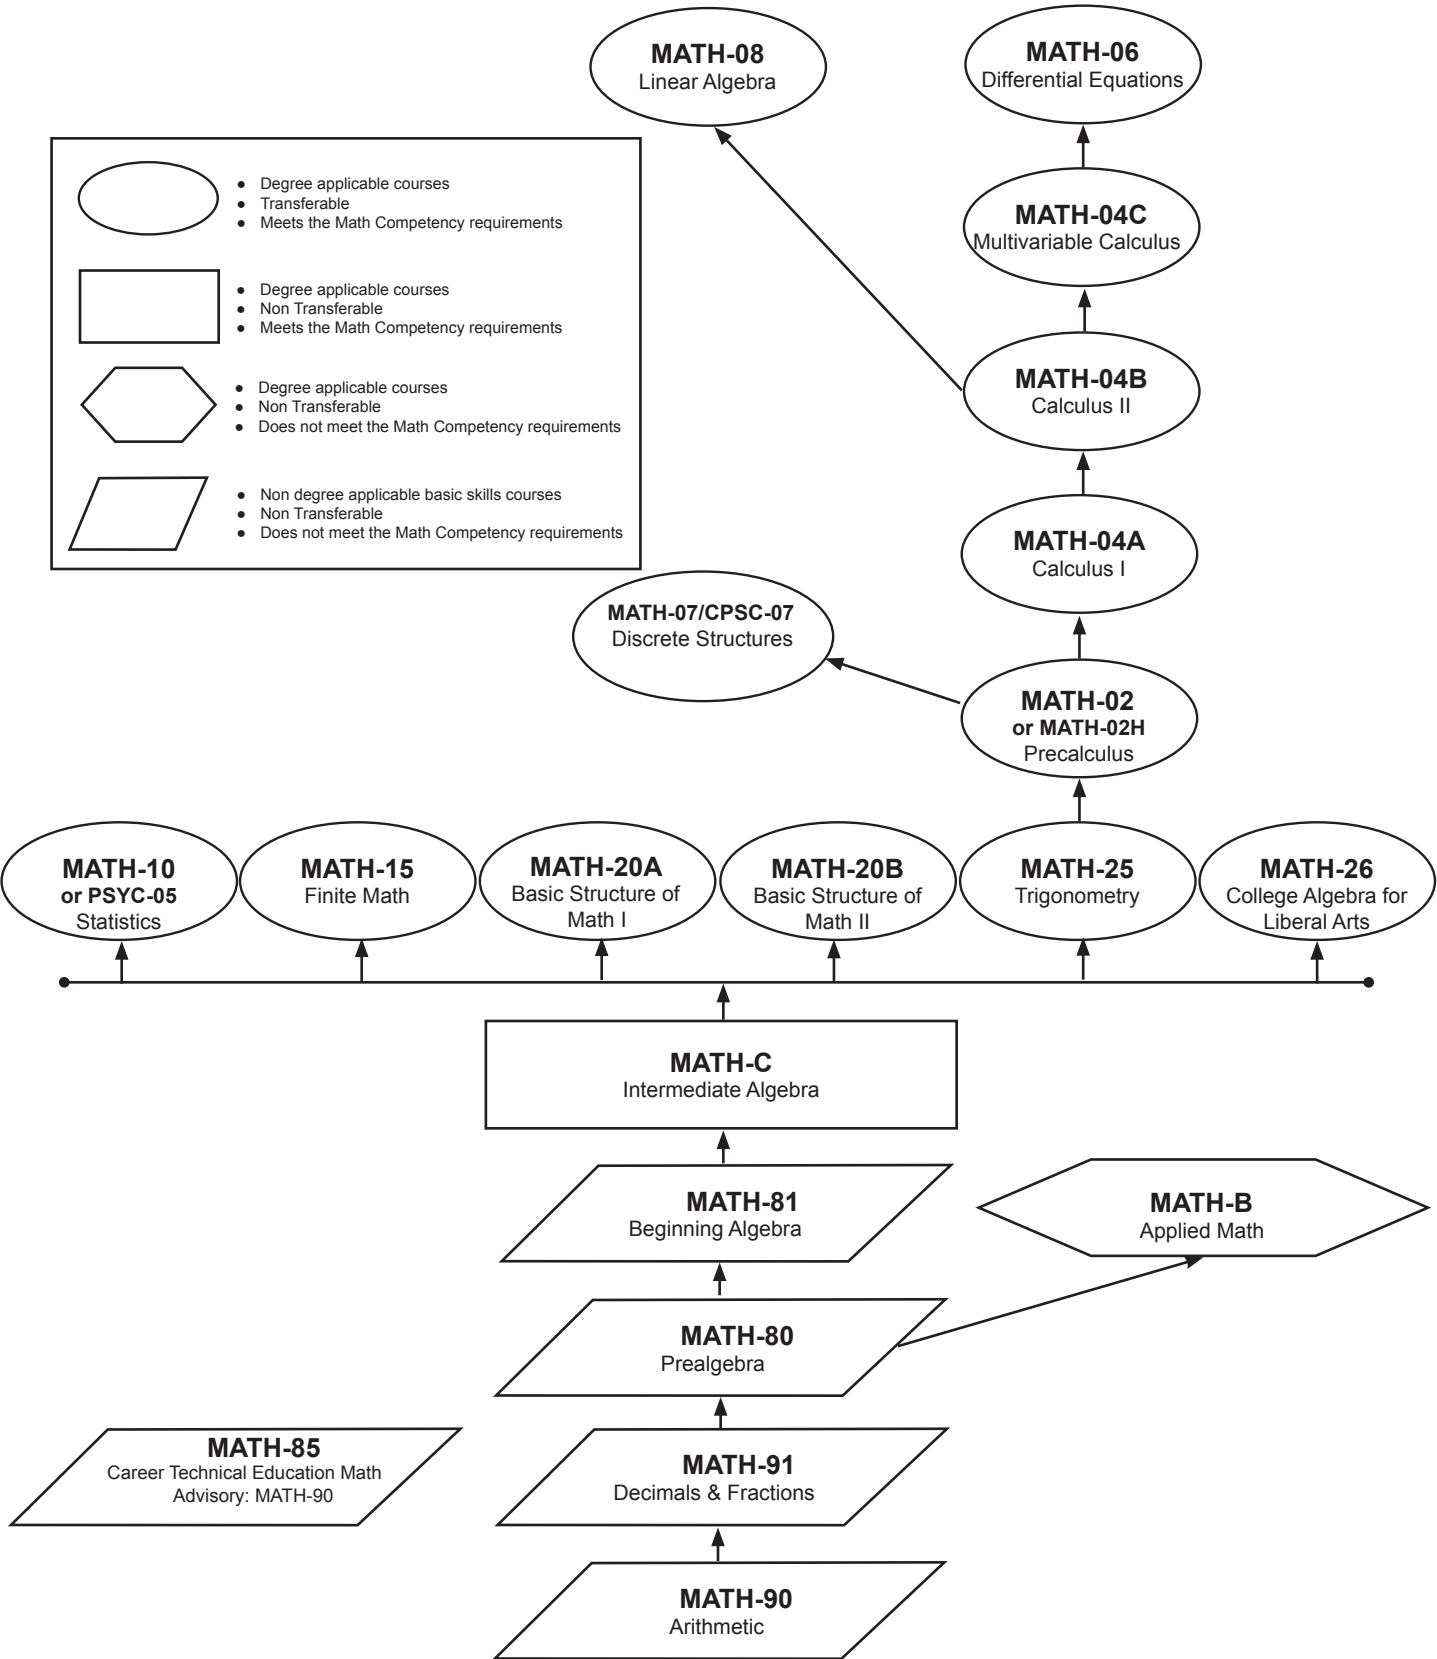 MATH-08
Linear Algebra
MATH-06
Differential Equations
● Degree applicable courses
● Transferable
● Meets the Math Competency requirements
● Degree applicable courses
● Non Transferable
● Meets the Math Competency requirements
● Degree applicable courses
● Non Transferable
● Does not meet the Math Competency requirements
● Non degree applicable basic skills courses
● Non Transferable
● Does not meet the Math Competency requirements
MATH-04C
Multivariable Calculus
MATH-04B
Calculus II
MATH-04A
Calculus I
MATH-07/CPSC-07
Discrete Structures
MATH-02
or MATH-02H
Precalculus
MATH-10
or PSYC-05
Statistics
MATH-15
Finite Math
MATH-20A
Basic Structure of
Math I
MATH-20B
Basic Structure of
Math II
MATH-25
Trigonometry
MATH-26
College Algebra for
Liberal Arts
MATH-C
Intermediate Algebra
MATH-81
Beginning Algebra
MATH-B
Applied Math
MATH-80
Prealgebra
MATH-85
Career Technical Education Math
Advisory: MATH-90
MATH-91
Decimals & Fractions
MATH-90
Arithmetic